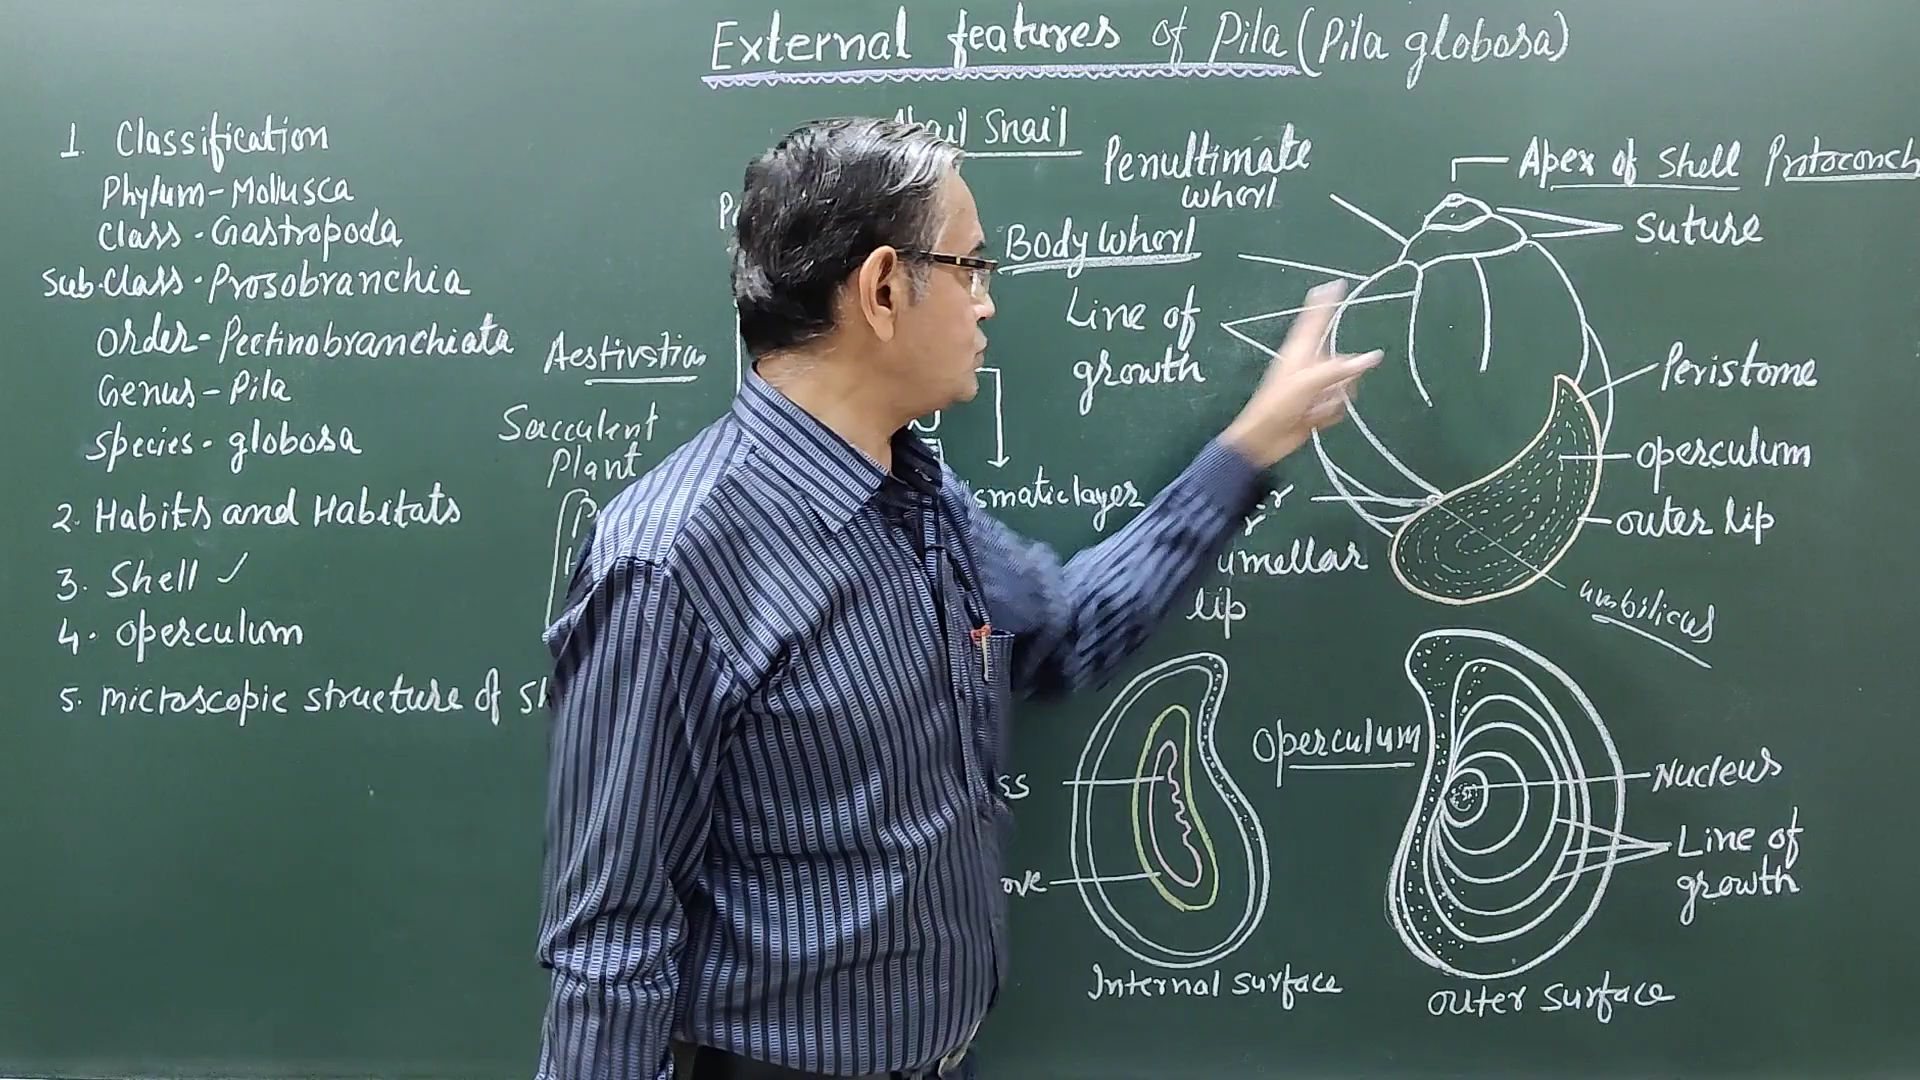 External features of Pila (Pila globosa)
Snail
1. Classification
Phylum - Mollusca
Class - Gastropoda
Sub-Class - Prosobranchia
Order - Pectinobranchiata
Genus - Pila
Species - globosa
2. Habits and Habitats
3. Shell ✓
4. Operculum
5. Microscopic structure of
Aestivstion
Succulent
Plant
Penultimate
whorl
Body whorl
Line of
growth
lip
Apex of Shell Protoconch
Suture
Peristome
operculum
outer lip
umbilicus
Operculum
Internal surface
Nucleus
Line of
growth
outer surface